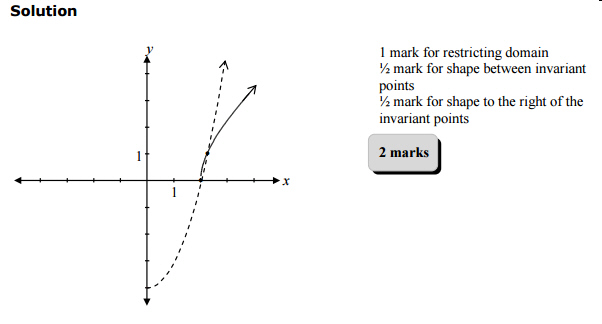 Solution
y
1 mark for restricting domain
½ mark for shape between invariant
points
½ mark for shape to the right of the
invariant points
2 marks
1
x
1